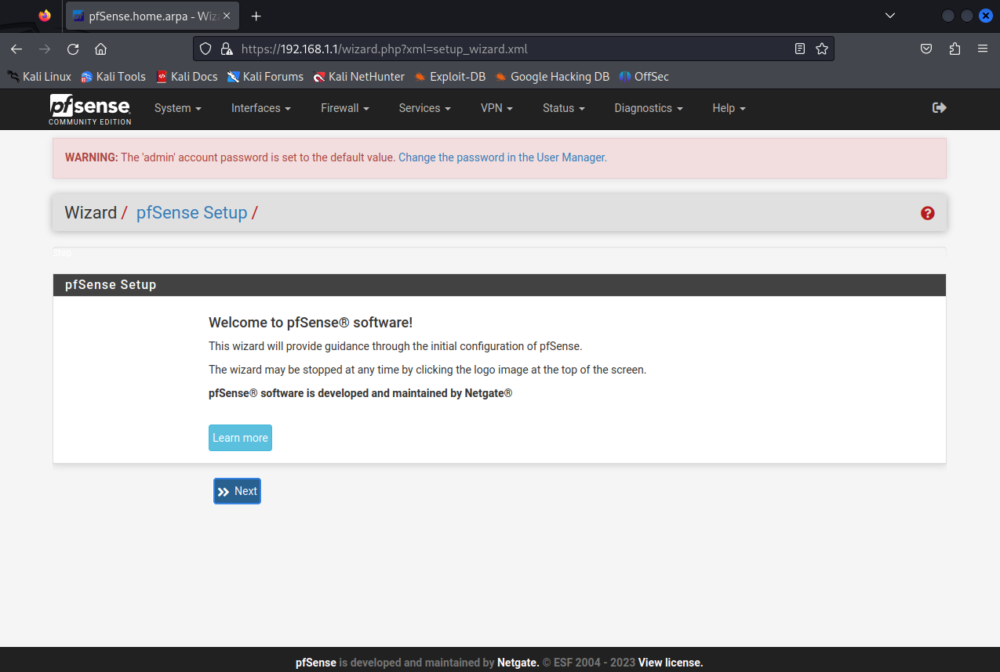 pfSense.home.arpa - Wiz
https://192.168.1.1/wizard.php?xml=setup_wizard.xml
Kali Linux Kali Tools Kali Docs Kali Forums Kali NetHunter Exploit-DB Google Hacking DB OffSec
pfsense System Interfaces Firewall Services VPN Status Diagnostics Help
COMMUNITY EDITION
WARNING: The 'admin' account password is set to the default value. Change the password in the User Manager.
Wizard / pfSense Setup /
Step
pfSense Setup
Welcome to pfSense® software!
This wizard will provide guidance through the initial configuration of pfSense.
The wizard may be stopped at any time by clicking the logo image at the top of the screen.
pfSense® software is developed and maintained by Netgate®
Learn more
Next
pfSense is developed and maintained by Netgate. © ESF 2004 - 2023 View license.